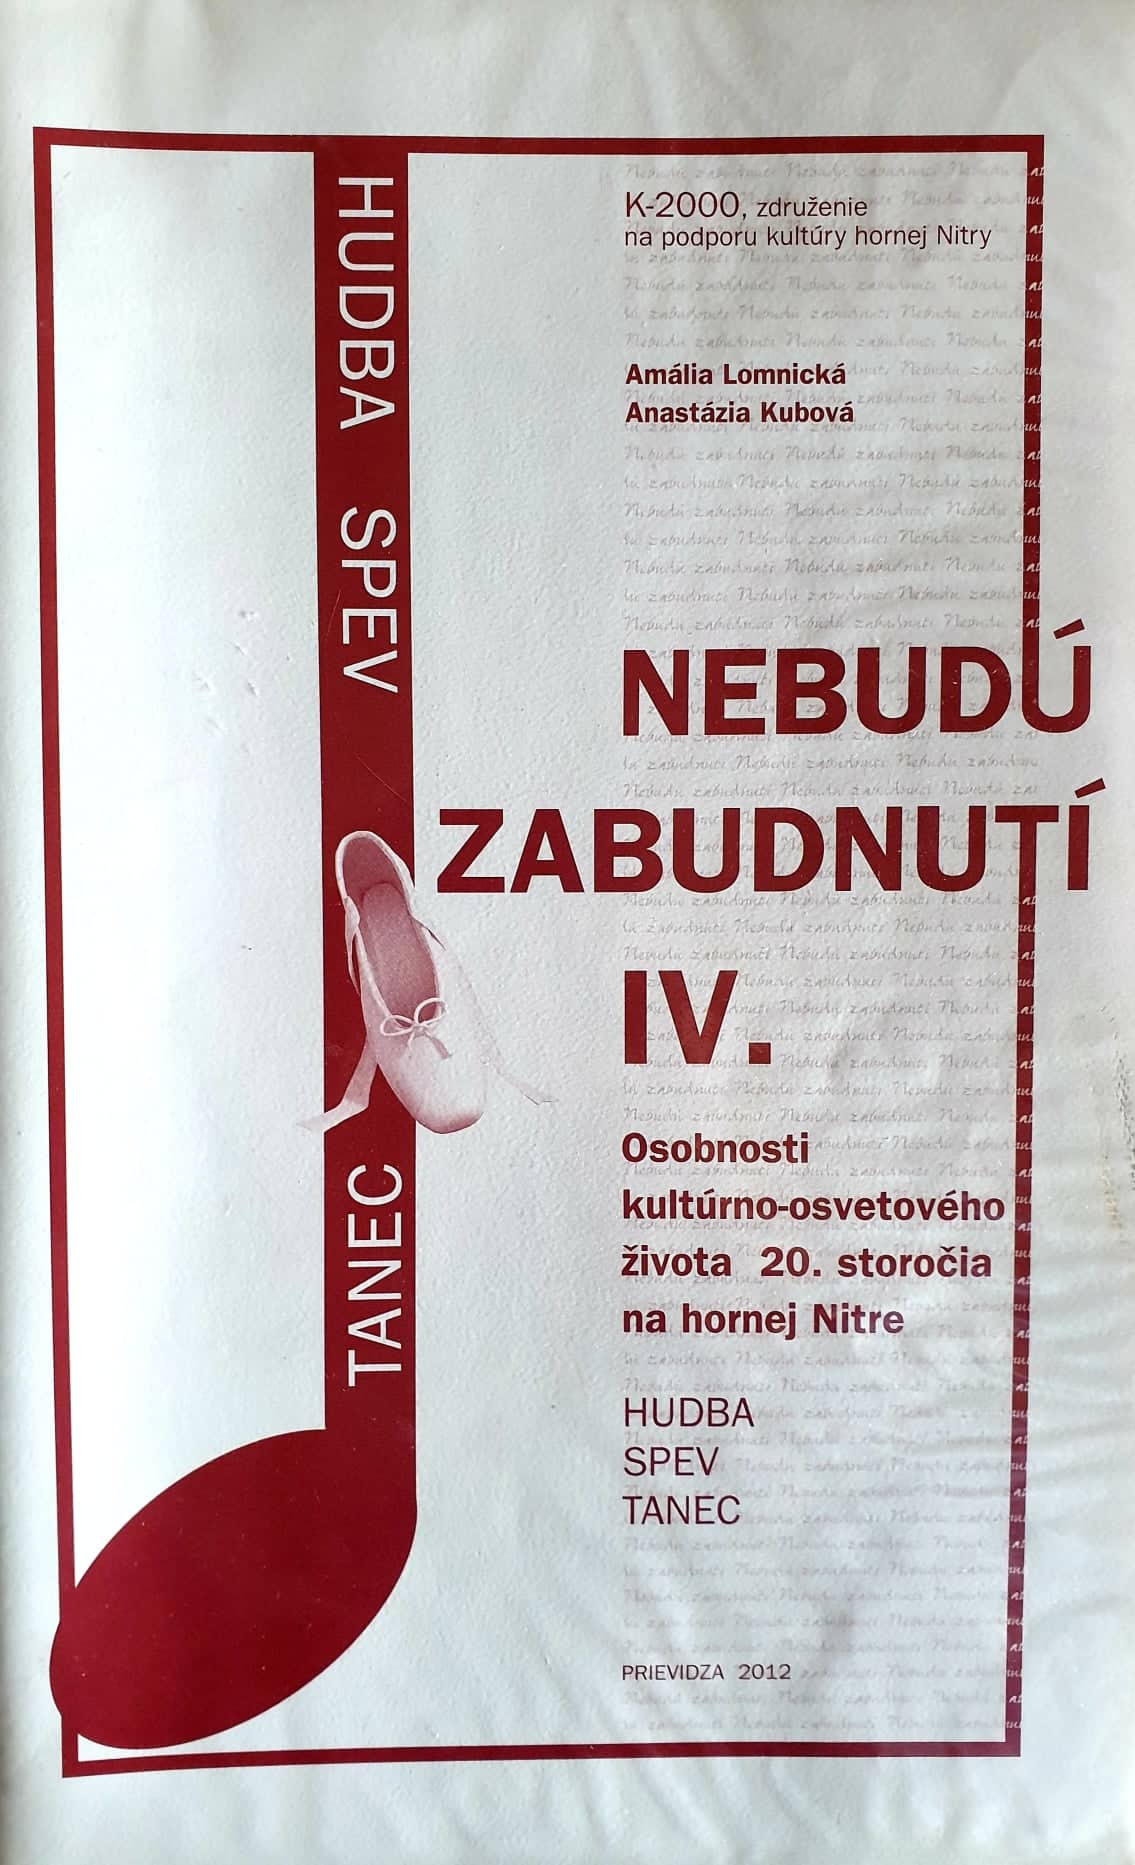 HUDBA SPEV TANEC
K-2000, združenie
na podporu kultúry hornej Nitry
Amália Lomnická
Anastázia Kubová
NEBUDÚ
ZABUDNUTÍ
IV.
Osobnosti
kultúrno-osvetového
života 20. storočia
na hornej Nitre
HUDBA
SPEV
TANEC
PRIEVIDZA 2012